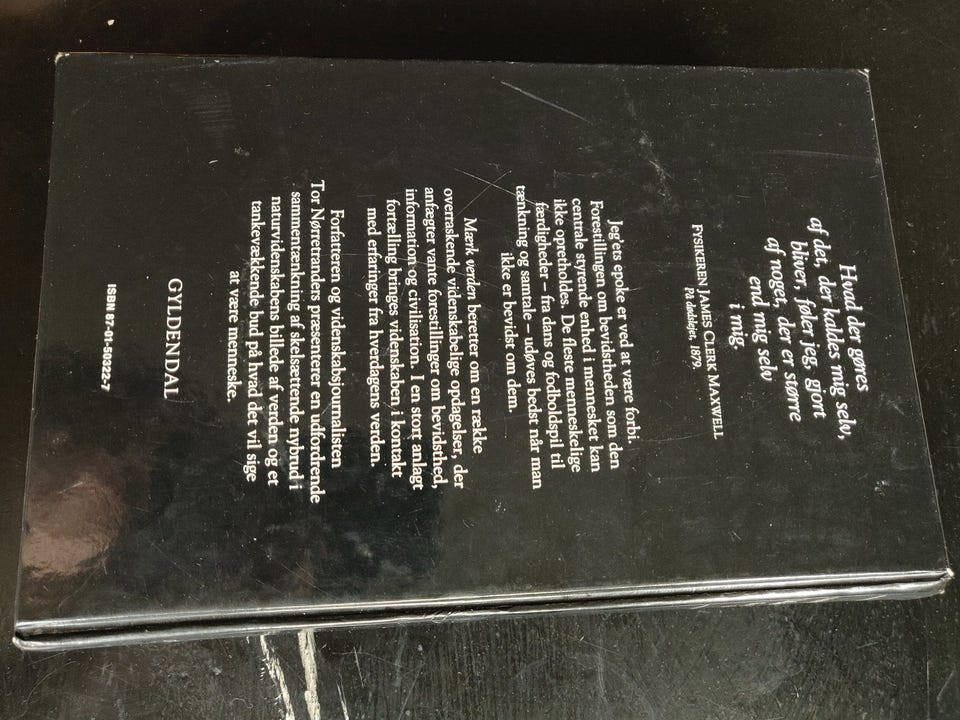 Hvad der gøres
af det, der kaldes mig selv,
bliver, føler jeg, gjort
af noget, der er større
end mig selv
i mig.
FYSIKEREN JAMES CLERK MAXWELL
På dødslejet, 1879.
Jeg'ets epoke er ved at være forbi.
Forestillingen om bevidstheden som den
centrale styrende enhed i mennesket kan
ikke opretholdes. De fleste menneskelige
færdigheder – fra dans og fodboldspil til
tænkning og samtale – udøves bedst når man
ikke er bevidst om dem.
Mærk verden beretter om en række
overraskende videnskabelige opdagelser, der
anfægter vante forestillinger om bevidsthed,
information og civilisation. I en stort anlagt
fortælling bringes videnskaben i kontakt
med erfaringer fra hverdagens verden.
Forfatteren og videnskabsjournalisten
Tor Nørretranders præsenterer en udfordrende
sammentænkning af skelsættende nybrud i
naturvidenskabens billede af verden og et
tankevækkende bud på hvad det vil sige
at være menneske.
GYLDENDAL
ISBN 87-01-50322-7